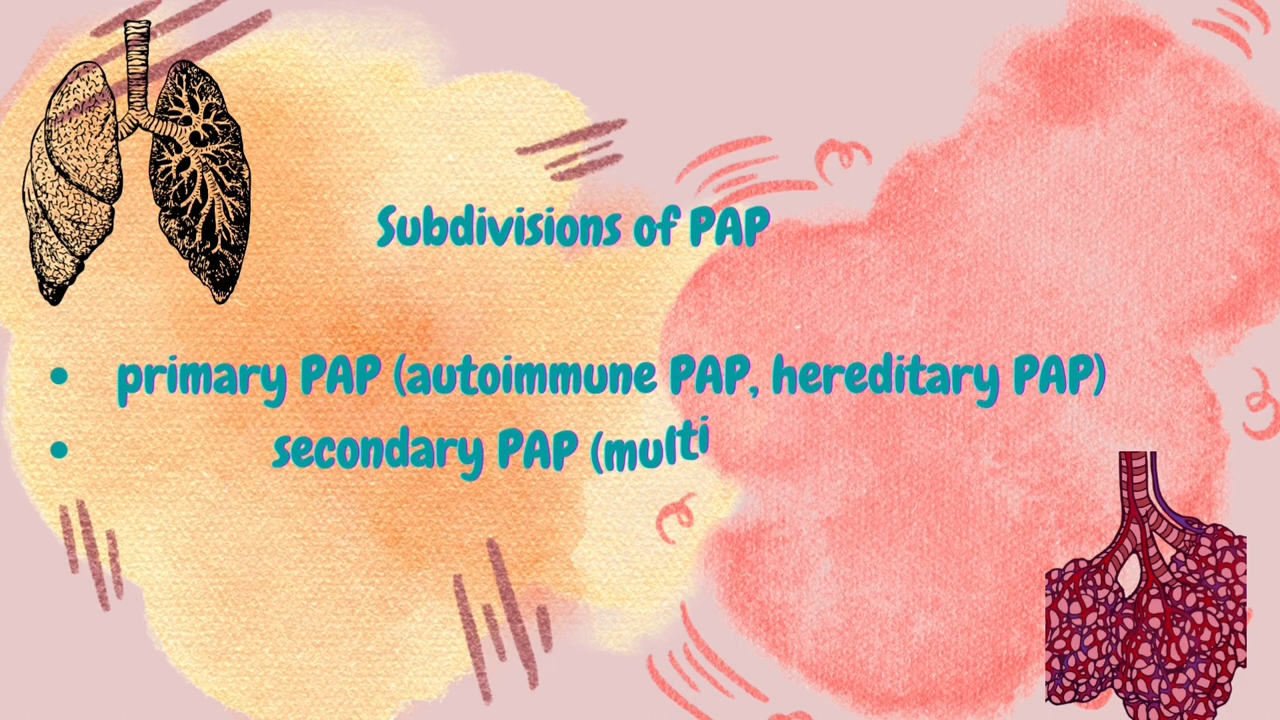 Subdivisions of PAP
• primary PAP (autoimmune PAP, hereditary PAP)
• secondary PAP (multi